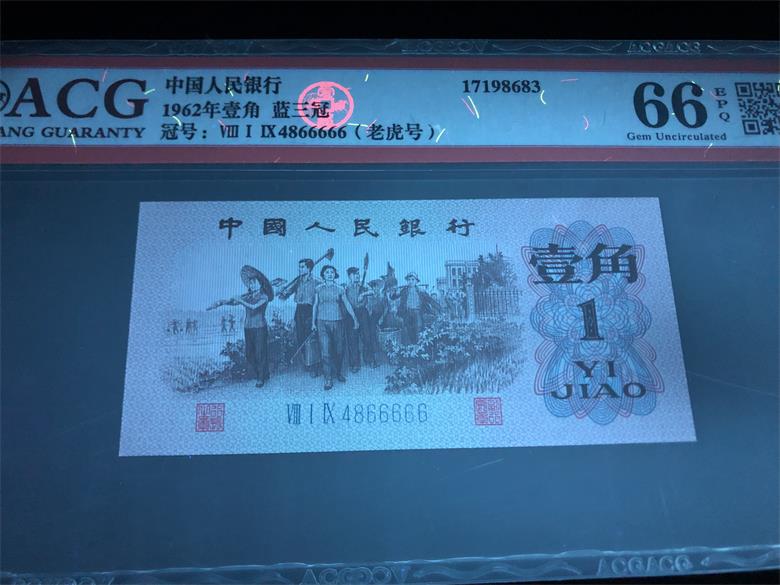 ACG
ANG GUARANTY
中国人民银行
1962年壹角 蓝三冠
冠号：Ⅷ Ⅰ Ⅸ4866666（老虎号）
17198683
66
EPQ
Gem Uncirculated
中國人民銀行
壹角
1
YI
JIAO
Ⅷ Ⅰ Ⅸ 4866666